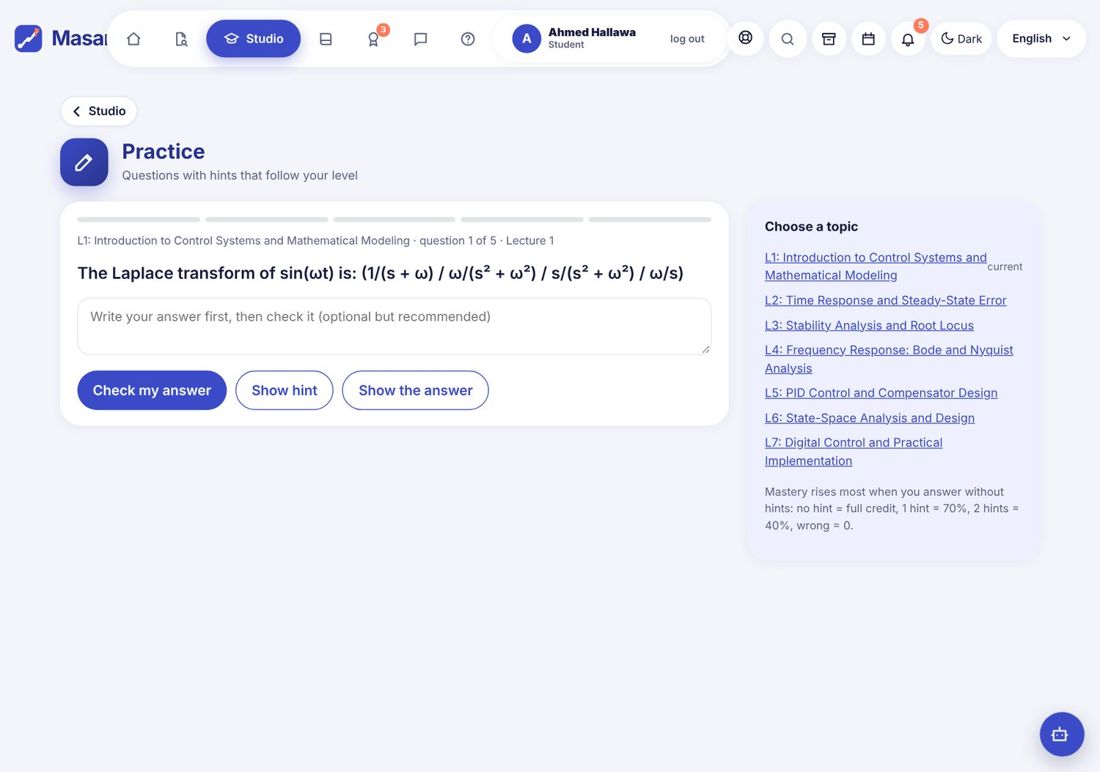 Masar
Studio
3
A
Ahmed Hallawa
Student
log out
5
Dark
English
Studio
Practice
Questions with hints that follow your level
L1: Introduction to Control Systems and Mathematical Modeling · question 1 of 5 · Lecture 1
The Laplace transform of sin(ωt) is: (1/(s + ω) / ω/(s² + ω²) / s/(s² + ω²) / ω/s)
Write your answer first, then check it (optional but recommended)
Check my answer
Show hint
Show the answer
Choose a topic
L1: Introduction to Control Systems and
Mathematical Modeling
current
L2: Time Response and Steady-State Error
L3: Stability Analysis and Root Locus
L4: Frequency Response: Bode and Nyquist
Analysis
L5: PID Control and Compensator Design
L6: State-Space Analysis and Design
L7: Digital Control and Practical
Implementation
Mastery rises most when you answer without
hints: no hint = full credit, 1 hint = 70%, 2 hints =
40%, wrong = 0.